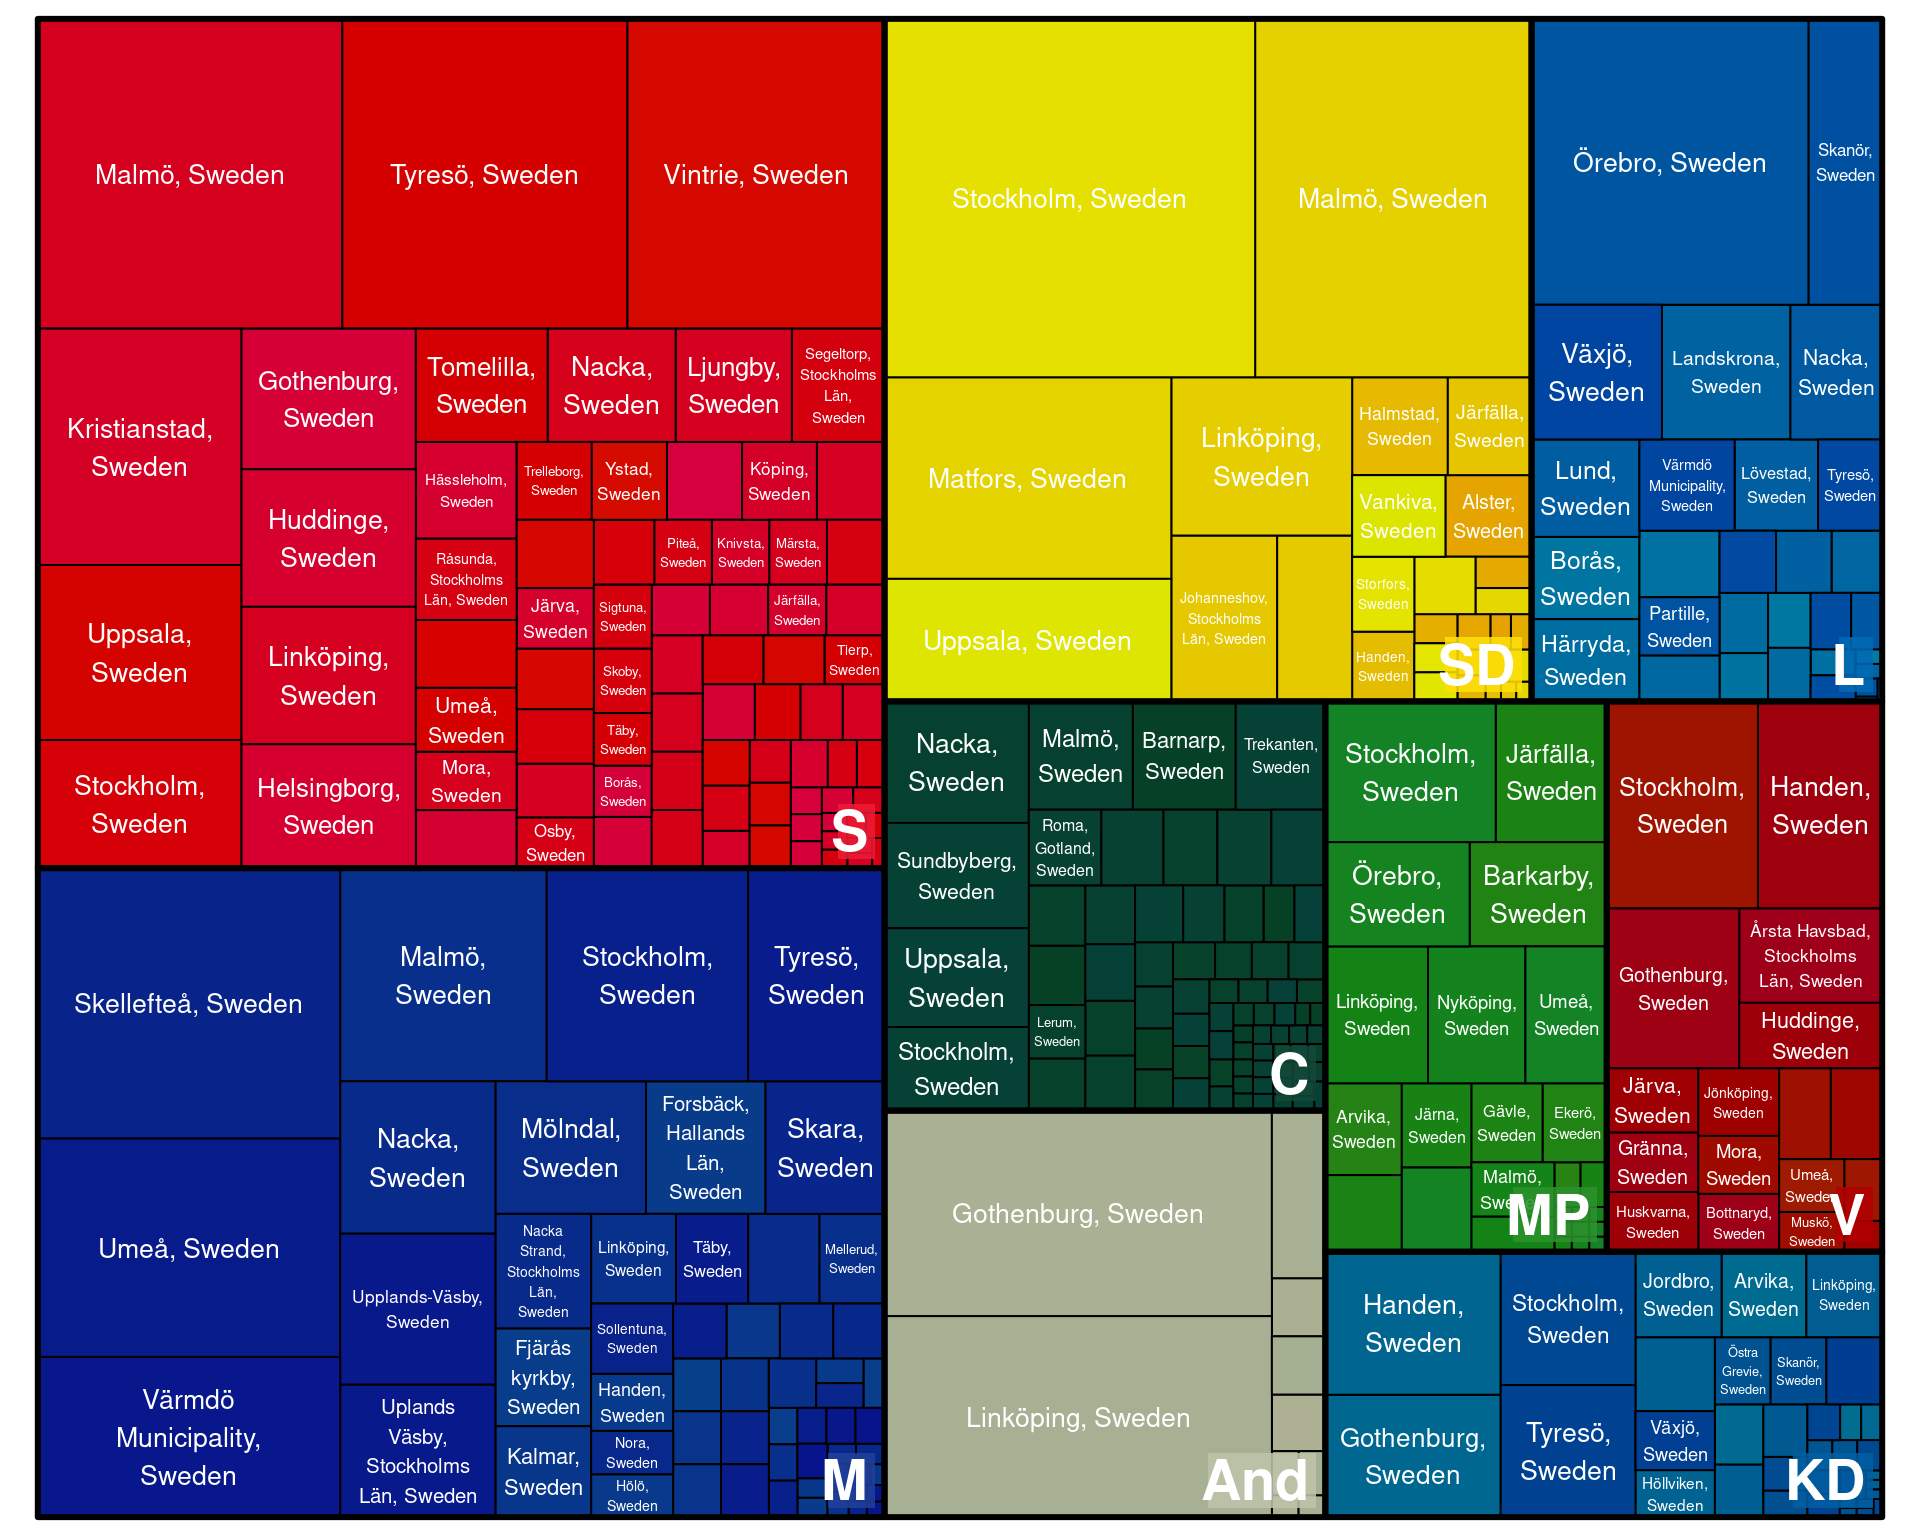 Malmö, Sweden
Tyresö, Sweden
Vintrie, Sweden
Kristianstad,
Sweden
Uppsala,
Sweden
Stockholm,
Sweden
Gothenburg,
Sweden
Huddinge,
Sweden
Linköping,
Sweden
Helsingborg,
Sweden
Tomelilla,
Sweden
Nacka,
Sweden
Ljungby,
Sweden
Segeltorp,
Stockholms
Län,
Sweden
Hässleholm,
Sweden
Råsunda,
Stockholms
Län, Sweden
Umeå,
Sweden
Mora,
Sweden
Trelleborg,
Sweden
Ystad,
Sweden
Köping,
Sweden
Piteå,
Sweden
Knivsta,
Sweden
Märsta,
Sweden
Järva,
Sweden
Sigtuna,
Sweden
Järfälla,
Sweden
Skoby,
Sweden
Tierp,
Sweden
Täby,
Sweden
Borås,
Sweden
Osby,
Sweden
S
Stockholm, Sweden
Malmö, Sweden
Matfors, Sweden
Uppsala, Sweden
Linköping,
Sweden
Johanneshov,
Stockholms
Län, Sweden
Halmstad,
Sweden
Järfälla,
Sweden
Vankiva,
Sweden
Alster,
Sweden
Storfors,
Sweden
Handen,
Sweden
SD
Örebro, Sweden
Skanör,
Sweden
Växjö,
Sweden
Landskrona,
Sweden
Nacka,
Sweden
Lund,
Sweden
Värmdö
Municipality,
Sweden
Lövestad,
Sweden
Tyresö,
Sweden
Borås,
Sweden
Partille,
Sweden
Härryda,
Sweden
L
Skellefteå, Sweden
Umeå, Sweden
Värmdö
Municipality,
Sweden
Malmö,
Sweden
Stockholm,
Sweden
Tyresö,
Sweden
Nacka,
Sweden
Upplands-Väsby,
Sweden
Uplands
Väsby,
Stockholms
Län, Sweden
Mölndal,
Sweden
Forsbäck,
Hallands
Län,
Sweden
Skara,
Sweden
Nacka
Strand,
Stockholms
Län,
Sweden
Fjärås
kyrkby,
Sweden
Kalmar,
Sweden
Linköping,
Sweden
Täby,
Sweden
Mellerud,
Sweden
Sollentuna,
Sweden
Handen,
Sweden
Nora,
Sweden
Hölö,
Sweden
M
Nacka,
Sweden
Sundbyberg,
Sweden
Uppsala,
Sweden
Stockholm,
Sweden
Malmö,
Sweden
Barnarp,
Sweden
Trekanten,
Sweden
Roma,
Gotland,
Sweden
Lerum,
Sweden
C
Gothenburg, Sweden
Linköping, Sweden
And
Stockholm,
Sweden
Järfälla,
Sweden
Örebro,
Sweden
Barkarby,
Sweden
Linköping,
Sweden
Nyköping,
Sweden
Umeå,
Sweden
Arvika,
Sweden
Järna,
Sweden
Gävle,
Sweden
Ekerö,
Sweden
Malmö,
Sweden
MP
Stockholm,
Sweden
Handen,
Sweden
Gothenburg,
Sweden
Årsta Havsbad,
Stockholms
Län, Sweden
Huddinge,
Sweden
Järva,
Sweden
Gränna,
Sweden
Huskvarna,
Sweden
Jönköping,
Sweden
Mora,
Sweden
Bottnaryd,
Sweden
Umeå,
Sweden
Muskö,
Sweden
V
Handen,
Sweden
Gothenburg,
Sweden
Stockholm,
Sweden
Tyresö,
Sweden
Jordbro,
Sweden
Arvika,
Sweden
Linköping,
Sweden
Östra
Grevie,
Sweden
Skanör,
Sweden
Växjö,
Sweden
Höllviken,
Sweden
KD